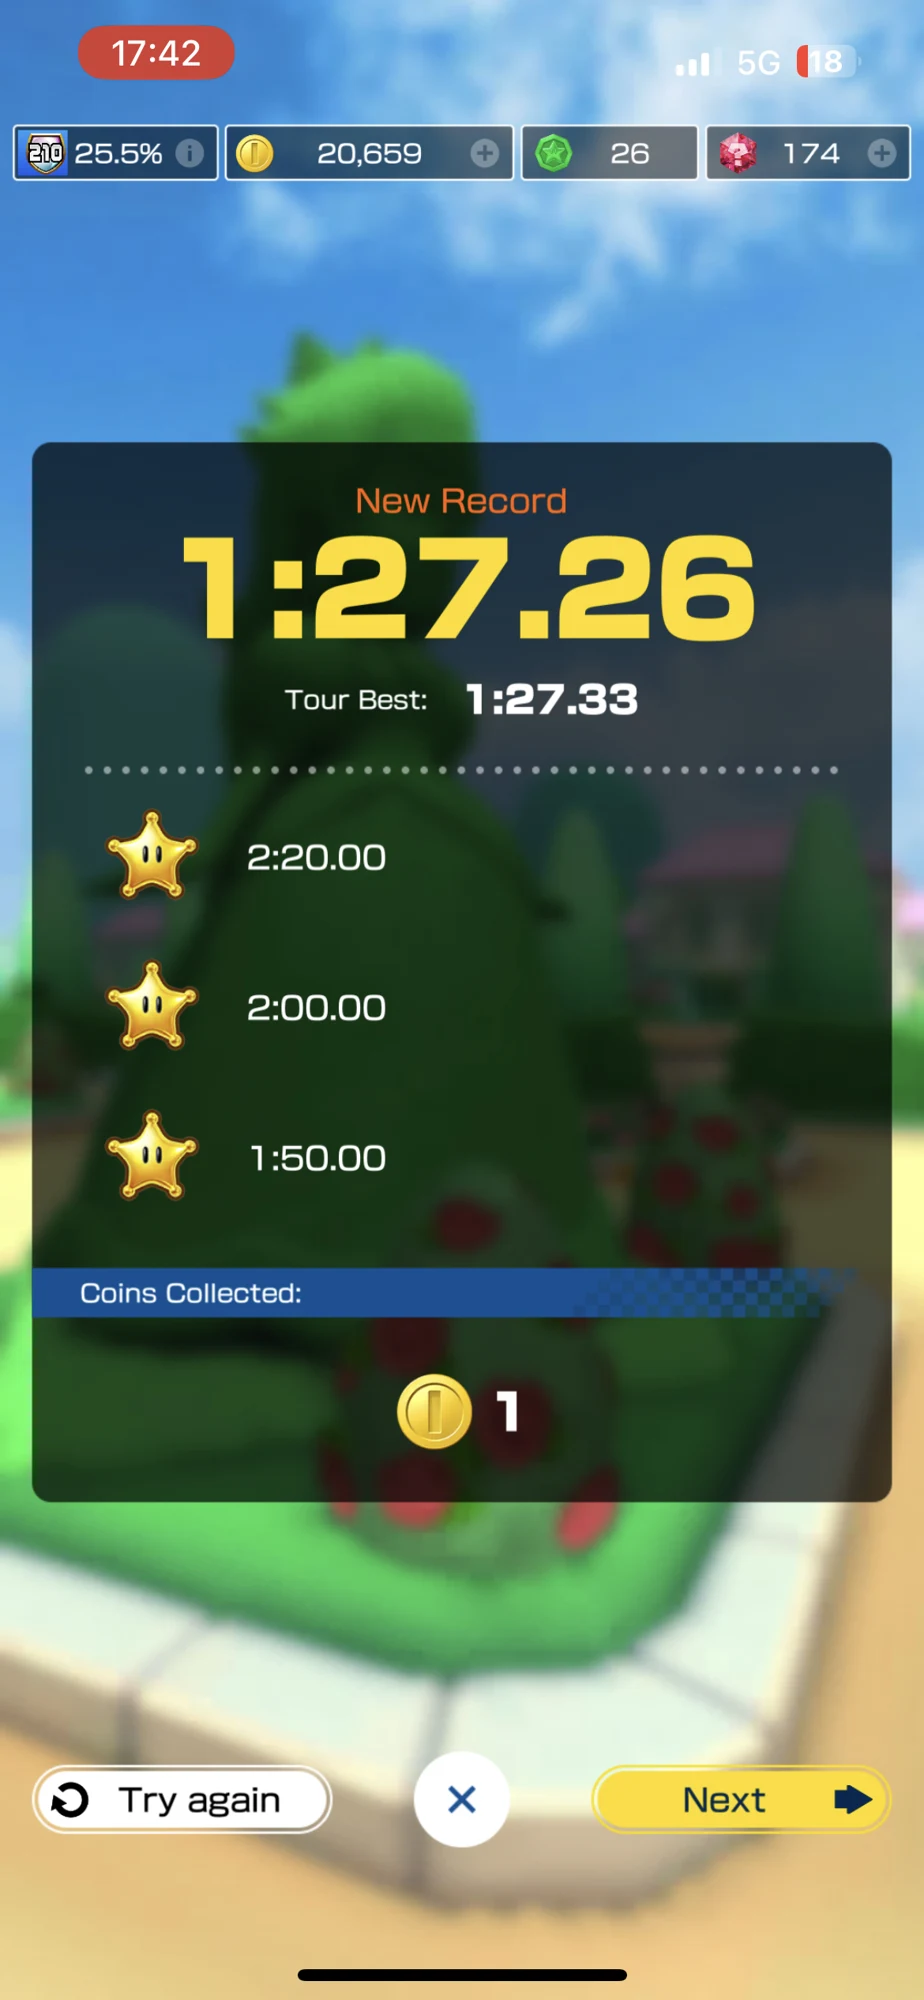 17:42
5G 18
210 25.5% i 20,659 + 26 174 +
New Record
1:27.26
Tour Best: 1:27.33
2:20.00
2:00.00
1:50.00
Coins Collected:
1
Try again
Next